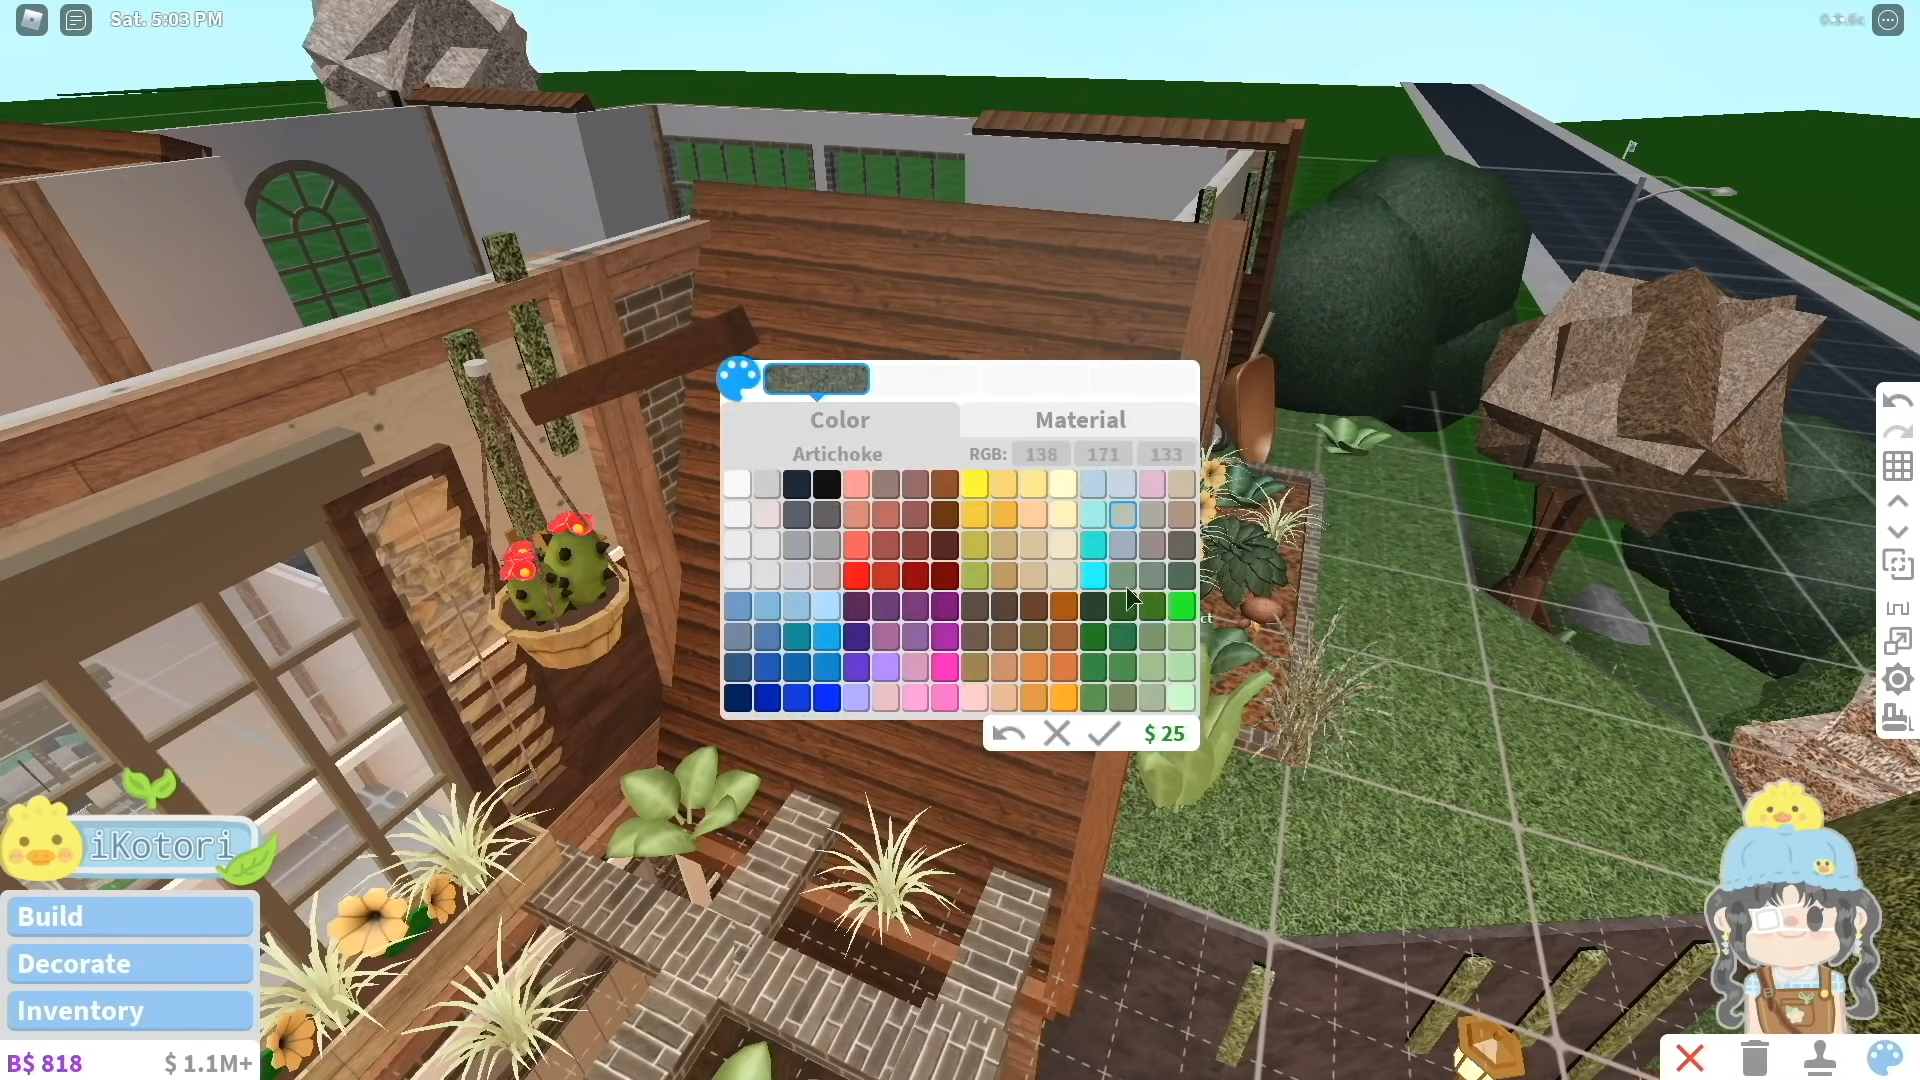 Sat. 5:03 PM
Color
Material
Artichoke
RGB: 138 171 133
ct
$ 25
iKotori
Build
Decorate
Inventory
B$ 818
$ 1.1M+